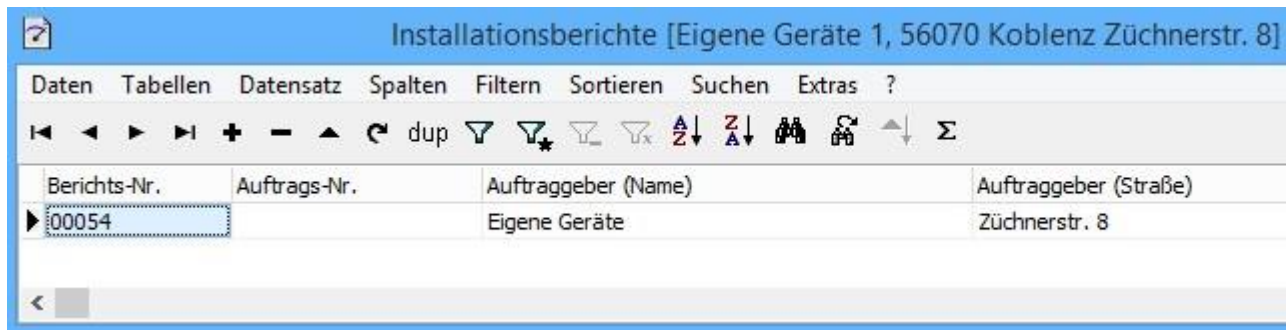 Installationsberichte [Eigene Geräte 1, 56070 Koblenz Züchnerstr. 8]
Daten Tabellen Datensatz Spalten Filtern Sortieren Suchen Extras ?
dup A Z Z A Σ
Berichts-Nr. Auftrags-Nr. Auftraggeber (Name) Auftraggeber (Straße)
00054 Eigene Geräte Züchnerstr. 8